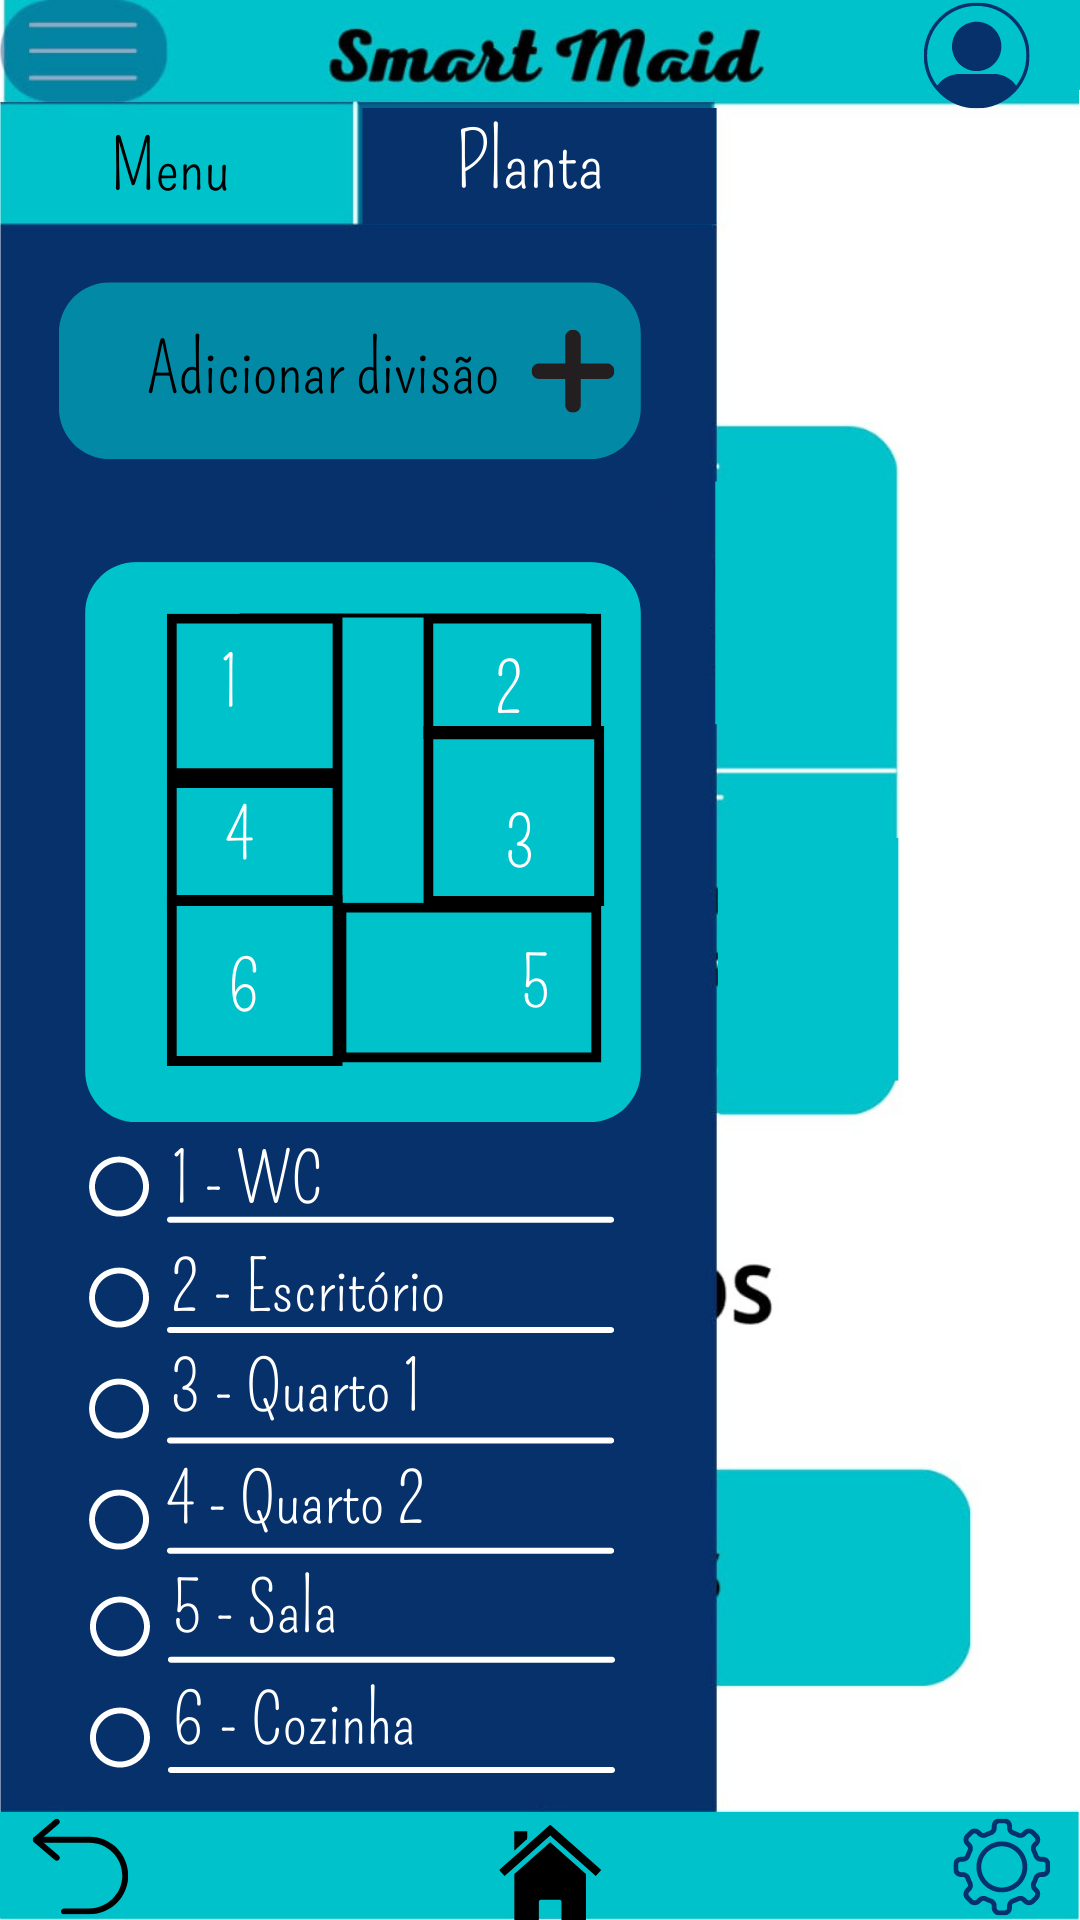 Smart Maid
Menu
Planta
Adicionar divisão
1
2
4
3
6
5
1 - WC
2 - Escritório
3 - Quarto 1
4 - Quarto 2
5 - Sala
6 - Cozinha